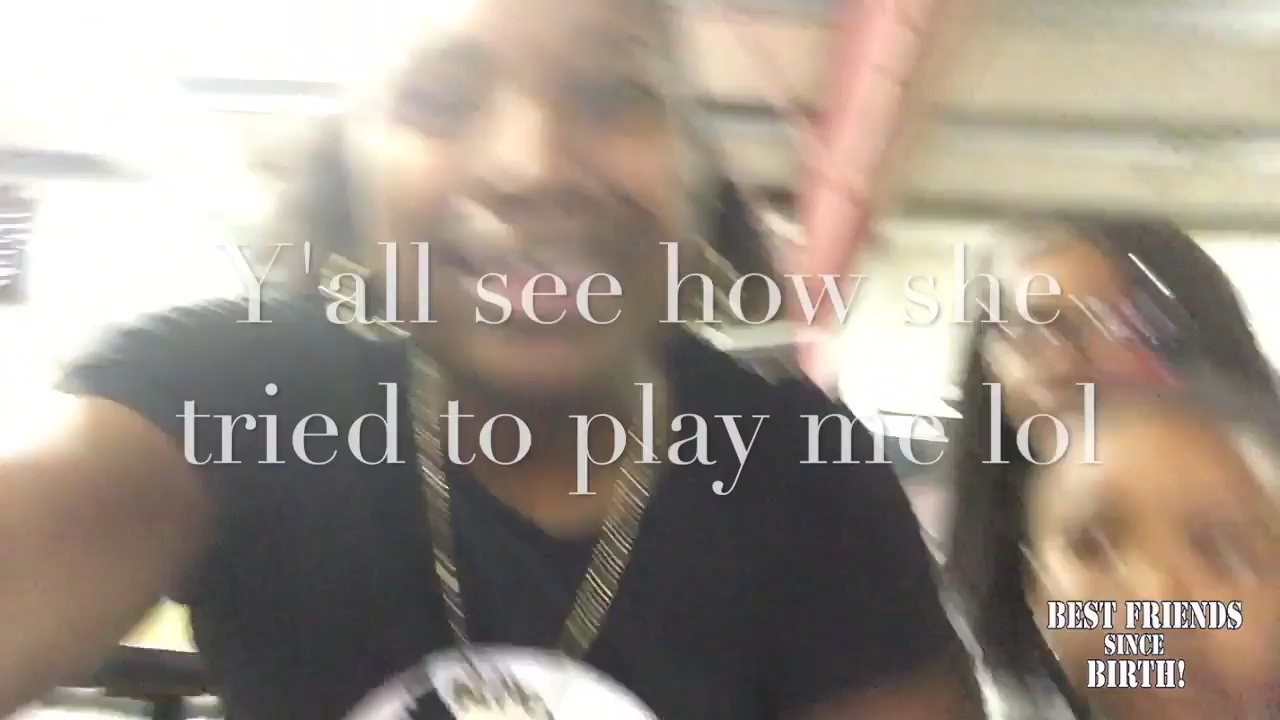 Y'all see how she
tried to play me lol
BEST FRIENDS
SINCE
BIRTH!